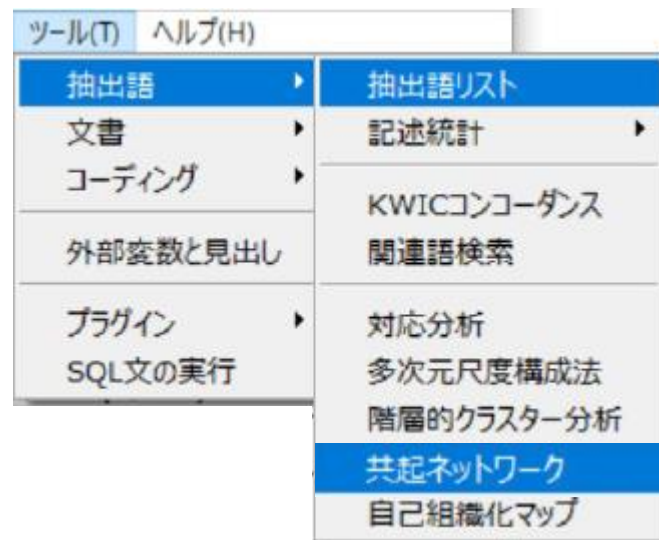 ツール(T) ヘルプ(H)
抽出語
文書
コーディング
外部変数と見出し
プラグイン
SQL文の実行
抽出語リスト
記述統計
KWICコンコーダンス
関連語検索
対応分析
多次元尺度構成法
階層的クラスター分析
共起ネットワーク
自己組織化マップ